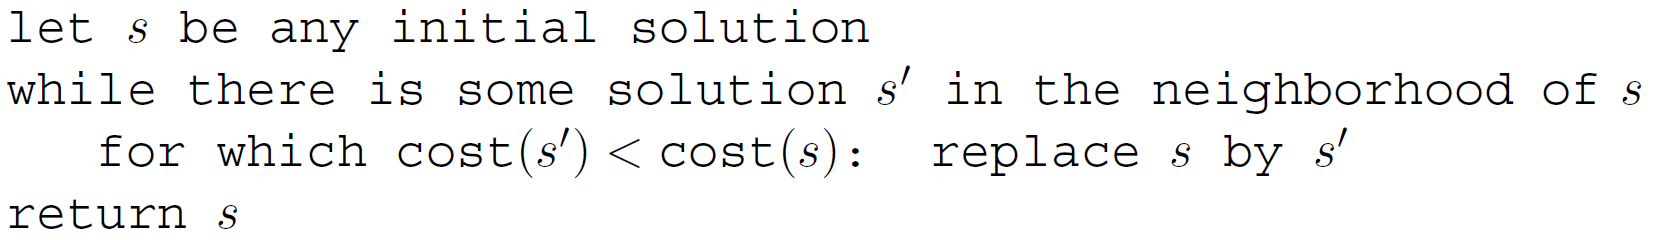 let s be any initial solution
while there is some solution s′ in the neighborhood of s
for which cost(s′) < cost(s): replace s by s′
return s